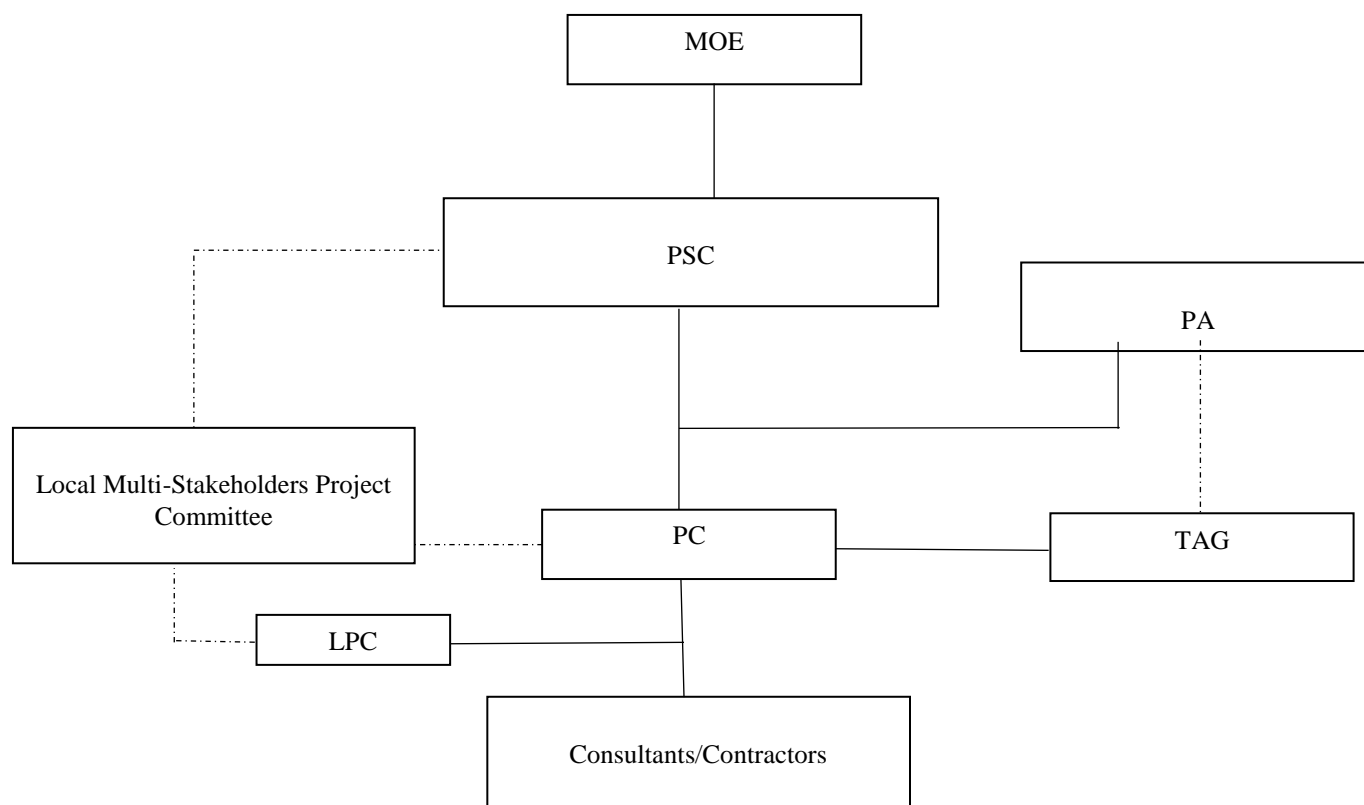 MOE
PSC
PA
Local Multi-Stakeholders Project
Committee
PC
TAG
LPC
Consultants/Contractors